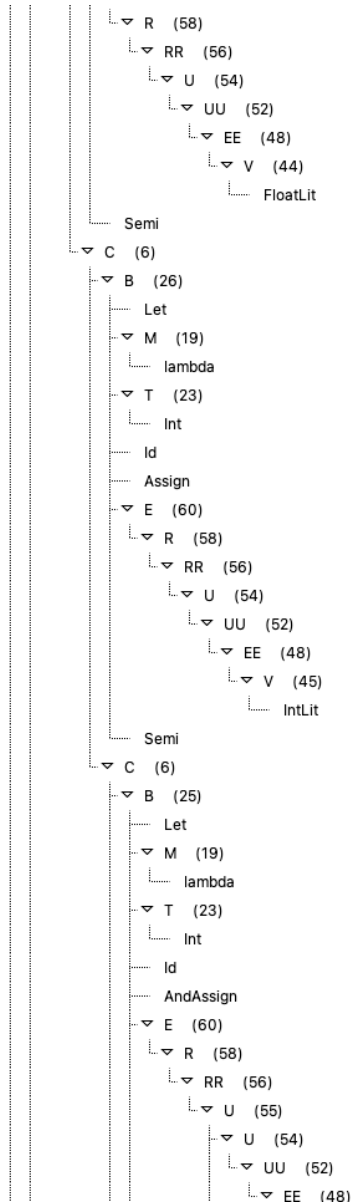 R (58)
RR (56)
U (54)
UU (52)
EE (48)
V (44)
FloatLit
Semi
C (6)
B (26)
Let
M (19)
lambda
T (23)
Int
Id
Assign
E (60)
R (58)
RR (56)
U (54)
UU (52)
EE (48)
V (45)
IntLit
Semi
C (6)
B (25)
Let
M (19)
lambda
T (23)
Int
Id
AndAssign
E (60)
R (58)
RR (56)
U (55)
U (54)
UU (52)
EE (48)